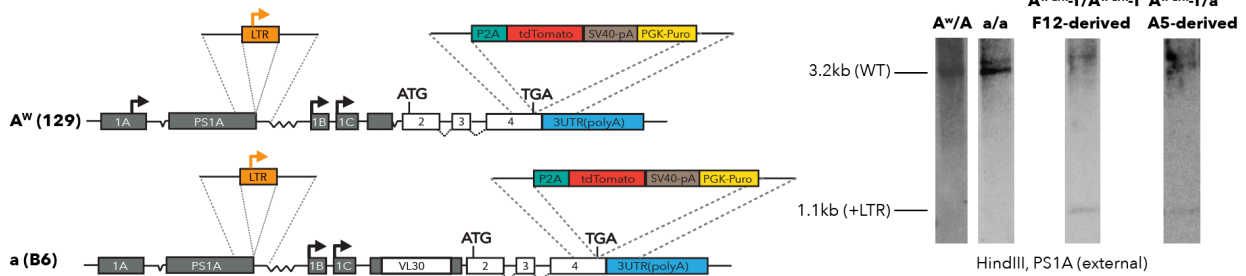 LTR
P2A tdTomato SV40-pA PGK-Puro
ATG TGA
A^W (129) 1A PS1A 1B 1C 2 3 4 3UTR(polyA)
LTR
P2A tdTomato SV40-pA PGK-Puro
ATG TGA
a (B6) 1A PS1A 1B 1C VL30 2 3 4 3UTR(polyA)
A^w/A a/a F12-derived A5-derived
3.2kb (WT)
1.1kb (+LTR)
HindIII, PS1A (external)